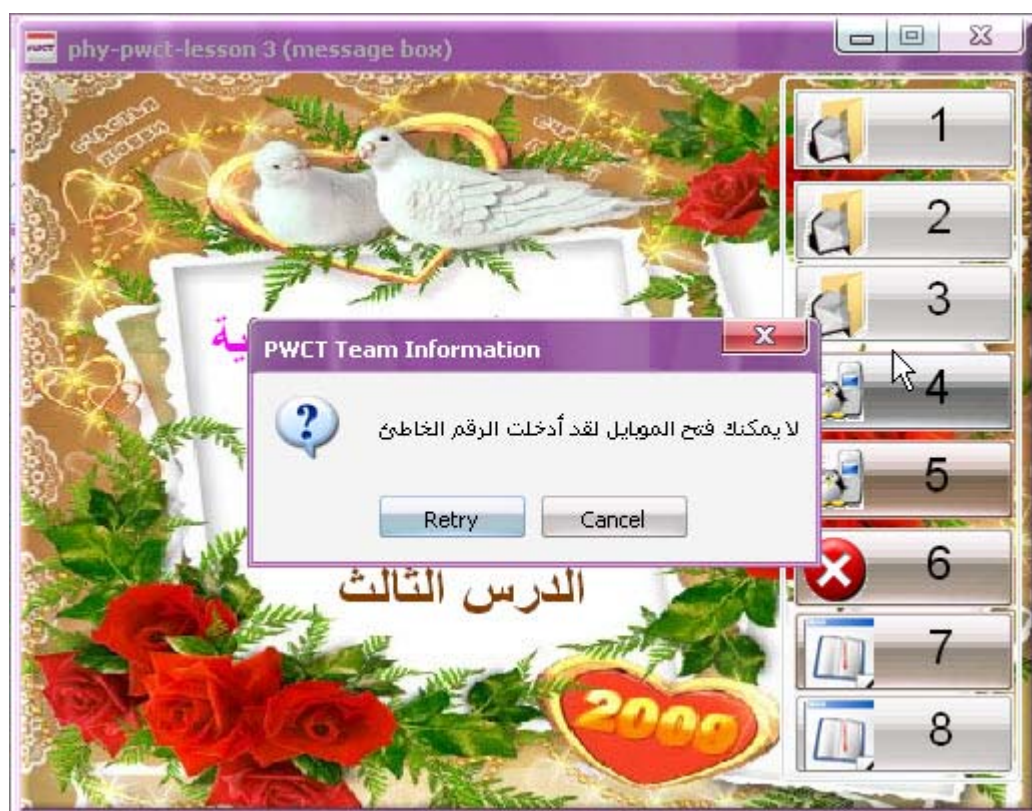 phy-pwct-lesson 3 (message box)
1
2
3
PWCT Team Information
لا يمكنك فتح الموبايل لقد أدخلت الرقم الخاطئ
4
5
Retry
Cancel
6
الدرس الثالث
7
2009
8